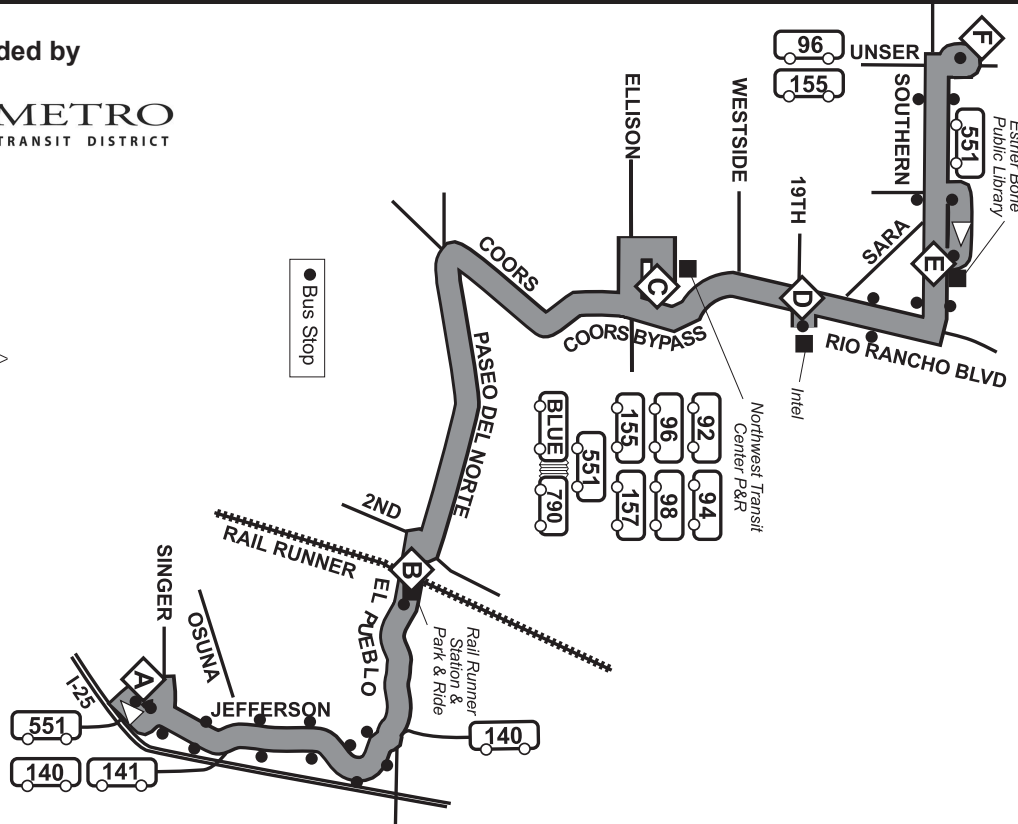 ded by
METRO
TRANSIT DISTRICT
F
UNSER
96
155
SOUTHERN
551
Public Library
ELLISON
WESTSIDE
19TH
SARA
E
D
C
COORS
COORS BYPASS
RIO RANCHO BLVD
Intel
Northwest Transit
Center P&R
92
94
96
98
155
157
551
BLUE
790
Bus Stop
PASEO DEL NORTE
2ND
RAIL RUNNER
B
EL PUEBLO
Rail Runner
Station &
Park & Ride
SINGER
OSUNA
A
I-25
JEFFERSON
551
140
141
140